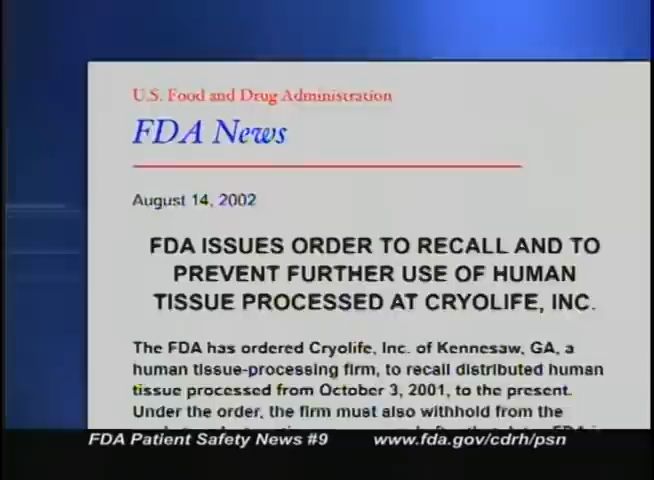 U.S. Food and Drug Administration
FDA News
August 14, 2002
FDA ISSUES ORDER TO RECALL AND TO
PREVENT FURTHER USE OF HUMAN
TISSUE PROCESSED AT CRYOLIFE, INC.
The FDA has ordered Cryolife, Inc. of Kennesaw, GA, a
human tissue-processing firm, to recall distributed human
tissue processed from October 3, 2001, to the present.
Under the order, the firm must also withhold from the
FDA Patient Safety News #9 www.fda.gov/cdrh/psn